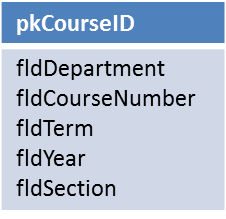 pkCourseID
fldDepartment
fldCourseNumber
fldTerm
fldYear
fldSection